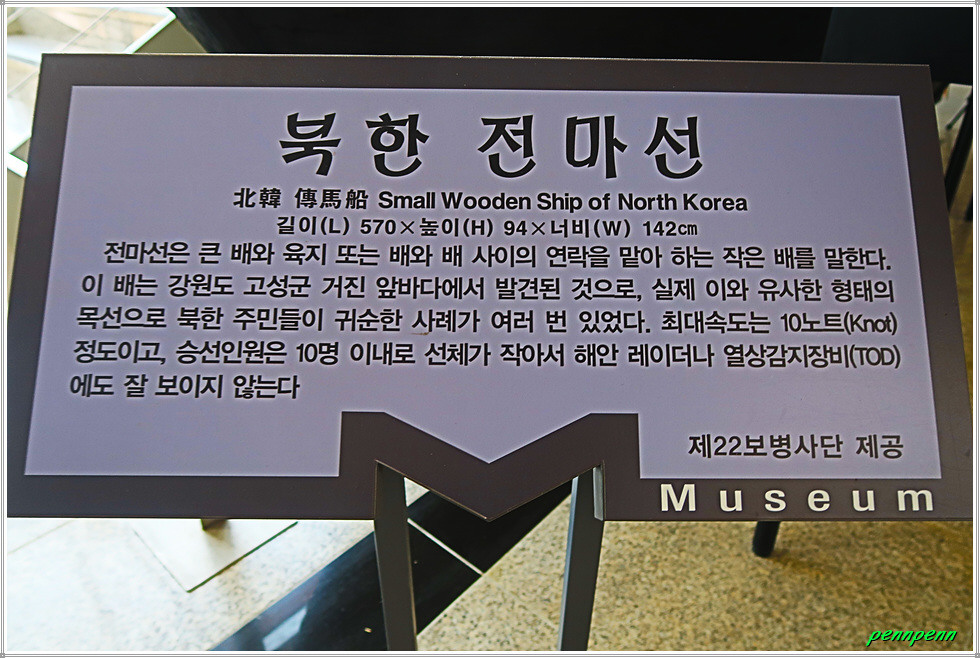 북한 전마선
北韓 傳馬船 Small Wooden Ship of North Korea
길이(L) 570×높이(H) 94×너비(W) 142㎝
전마선은 큰 배와 육지 또는 배와 배 사이의 연락을 맡아 하는 작은 배를 말한다.
이 배는 강원도 고성군 거진 앞바다에서 발견된 것으로, 실제 이와 유사한 형태의
목선으로 북한 주민들이 귀순한 사례가 여러 번 있었다. 최대속도는 10노트(Knot)
정도이고, 승선인원은 10명 이내로 선체가 작아서 해안 레이더나 열상감지장비(TOD)
에도 잘 보이지 않는다
제22보병사단 제공
Museum
pennpenn